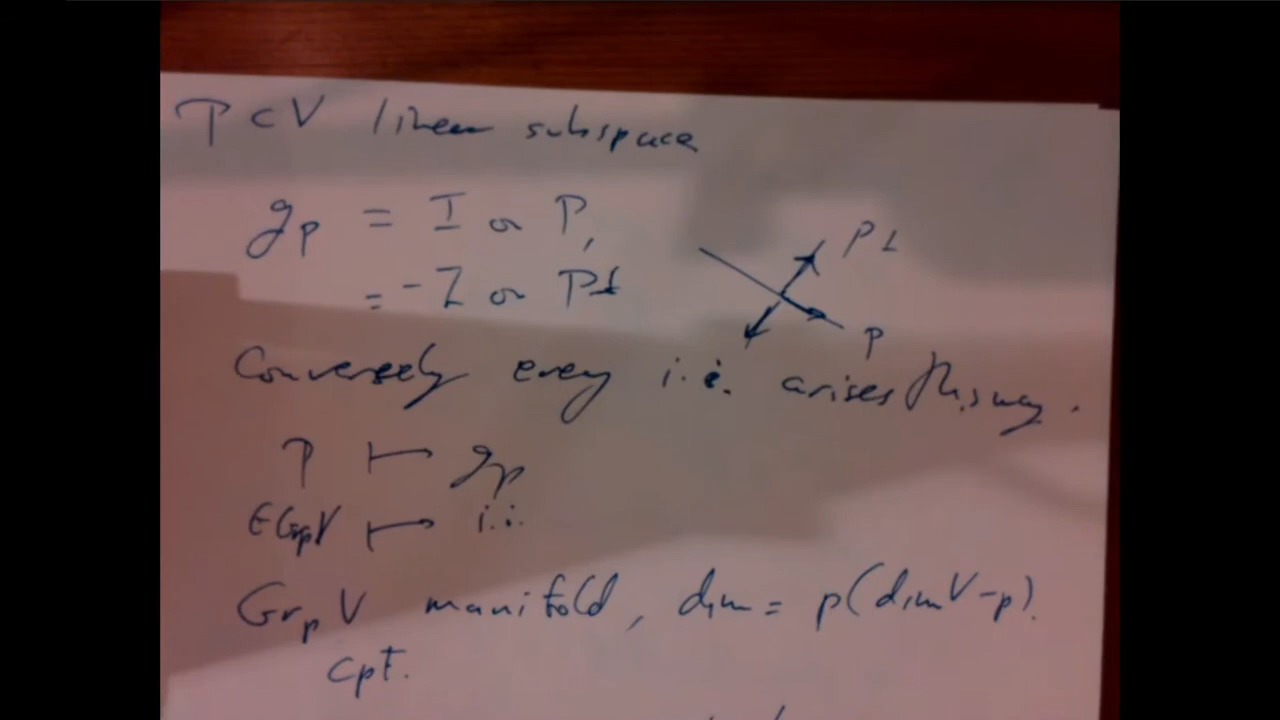 P ⊂ V linear subspace
g_P = I on P,
= -I on P⊥
P⊥
P
Conversely every i.i. arises this way.
P ↦ g_P
∈ Gr_p V ↦ i.i.
Gr_p V manifold, dim = p(dim V - p).
cpt.